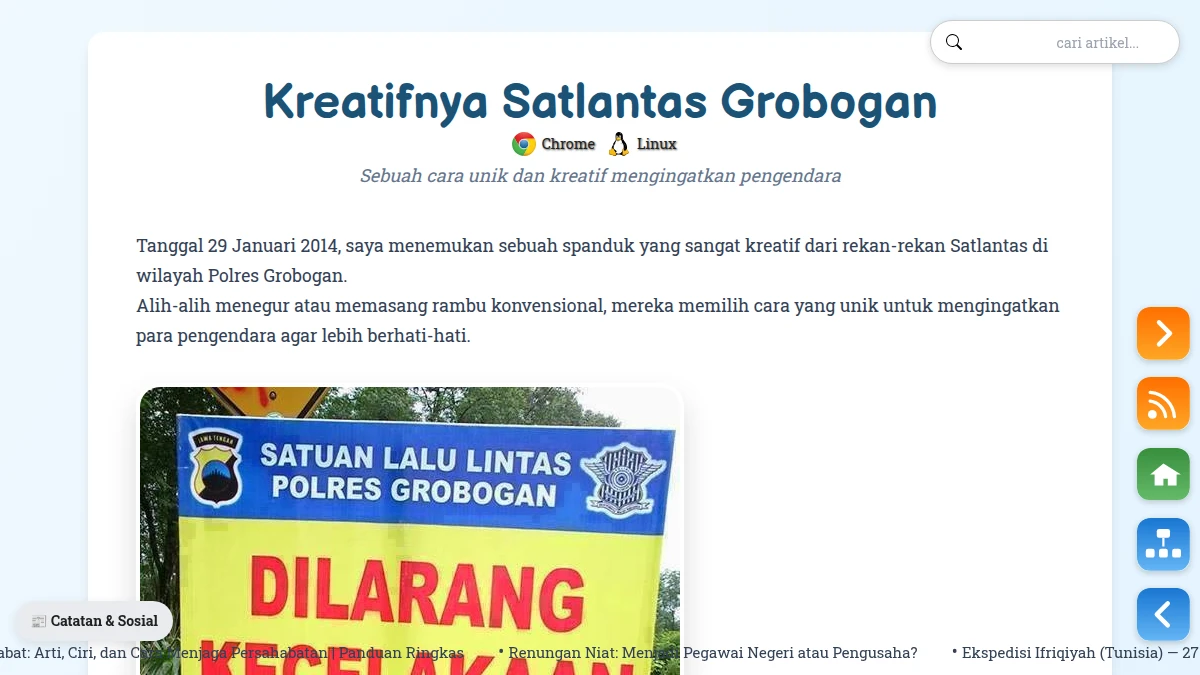 cari artikel...
Kreatifnya Satlantas Grobogan
Chrome Linux
Sebuah cara unik dan kreatif mengingatkan pengendara
Tanggal 29 Januari 2014, saya menemukan sebuah spanduk yang sangat kreatif dari rekan-rekan Satlantas di
wilayah Polres Grobogan.
Alih-alih menegur atau memasang rambu konvensional, mereka memilih cara yang unik untuk mengingatkan
para pengendara agar lebih berhati-hati.
JAWA TENGAH
SATUAN LALU LINTAS
POLRES GROBOGAN
DILARANG
KECELAKAAN
Catatan & Sosial
abat: Arti, Ciri, dan Cara Menjaga Persahabatan | Panduan Ringkas • Renungan Niat: Menjadi Pegawai Negeri atau Pengusaha? • Ekspedisi Ifriqiyah (Tunisia) — 27